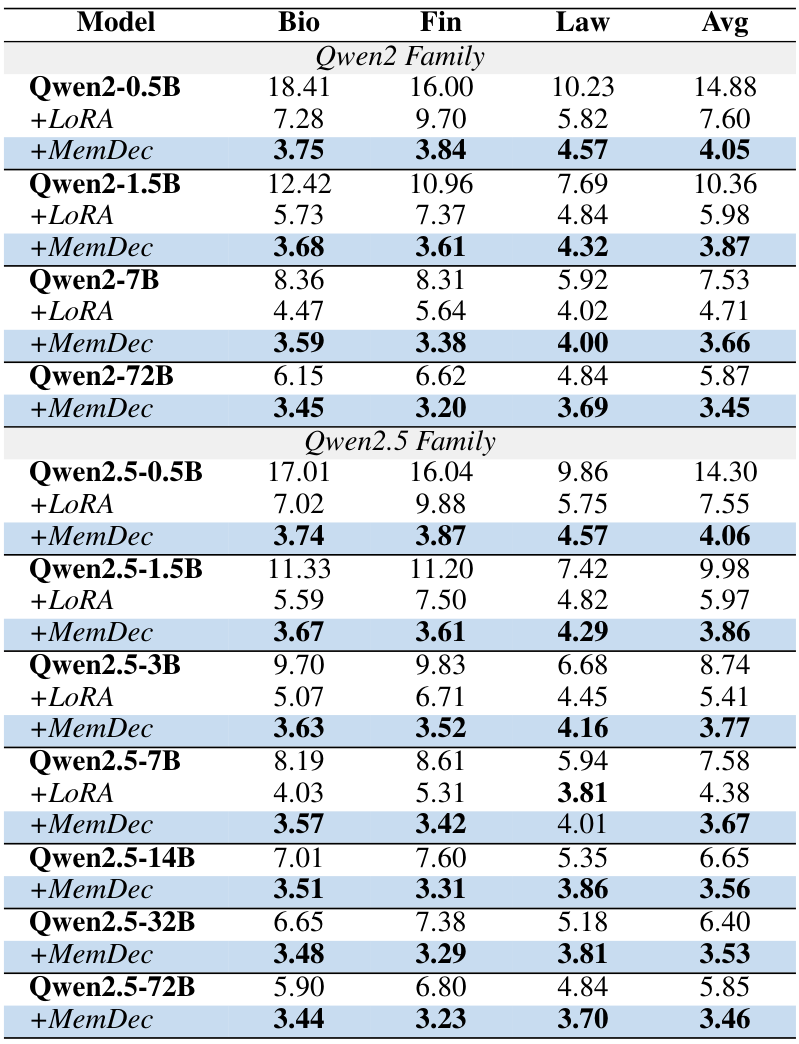 Model Bio Fin Law Avg
Qwen2 Family
Qwen2-0.5B 18.41 16.00 10.23 14.88
+LoRA 7.28 9.70 5.82 7.60
+MemDec 3.75 3.84 4.57 4.05
Qwen2-1.5B 12.42 10.96 7.69 10.36
+LoRA 5.73 7.37 4.84 5.98
+MemDec 3.68 3.61 4.32 3.87
Qwen2-7B 8.36 8.31 5.92 7.53
+LoRA 4.47 5.64 4.02 4.71
+MemDec 3.59 3.38 4.00 3.66
Qwen2-72B 6.15 6.62 4.84 5.87
+MemDec 3.45 3.20 3.69 3.45
Qwen2.5 Family
Qwen2.5-0.5B 17.01 16.04 9.86 14.30
+LoRA 7.02 9.88 5.75 7.55
+MemDec 3.74 3.87 4.57 4.06
Qwen2.5-1.5B 11.33 11.20 7.42 9.98
+LoRA 5.59 7.50 4.82 5.97
+MemDec 3.67 3.61 4.29 3.86
Qwen2.5-3B 9.70 9.83 6.68 8.74
+LoRA 5.07 6.71 4.45 5.41
+MemDec 3.63 3.52 4.16 3.77
Qwen2.5-7B 8.19 8.61 5.94 7.58
+LoRA 4.03 5.31 3.81 4.38
+MemDec 3.57 3.42 4.01 3.67
Qwen2.5-14B 7.01 7.60 5.35 6.65
+MemDec 3.51 3.31 3.86 3.56
Qwen2.5-32B 6.65 7.38 5.18 6.40
+MemDec 3.48 3.29 3.81 3.53
Qwen2.5-72B 5.90 6.80 4.84 5.85
+MemDec 3.44 3.23 3.70 3.46